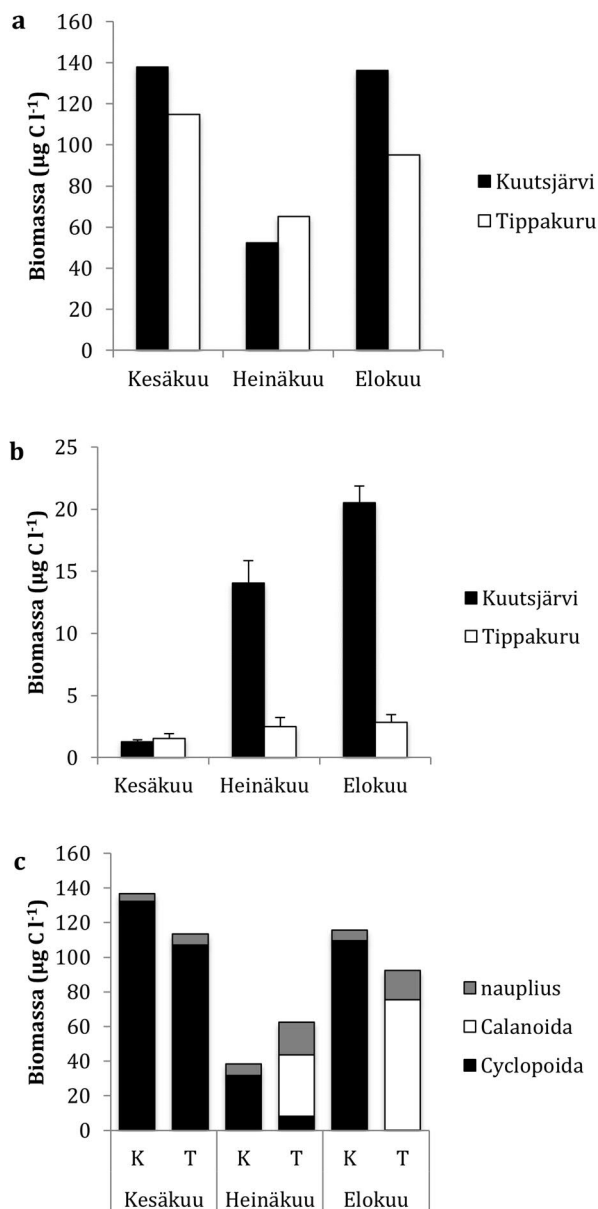 a
Biomassa (µg C l-1)
160
140
120
100
80
60
40
20
0
Kesäkuu Heinäkuu Elokuu
Kuutsjärvi
Tippakuru
b
Biomassa (µg C l-1)
25
20
15
10
5
0
Kesäkuu Heinäkuu Elokuu
Kuutsjärvi
Tippakuru
c
Biomassa (µg C l-1)
160
140
120
100
80
60
40
20
0
K T K T K T
Kesäkuu Heinäkuu Elokuu
nauplius
Calanoida
Cyclopoida